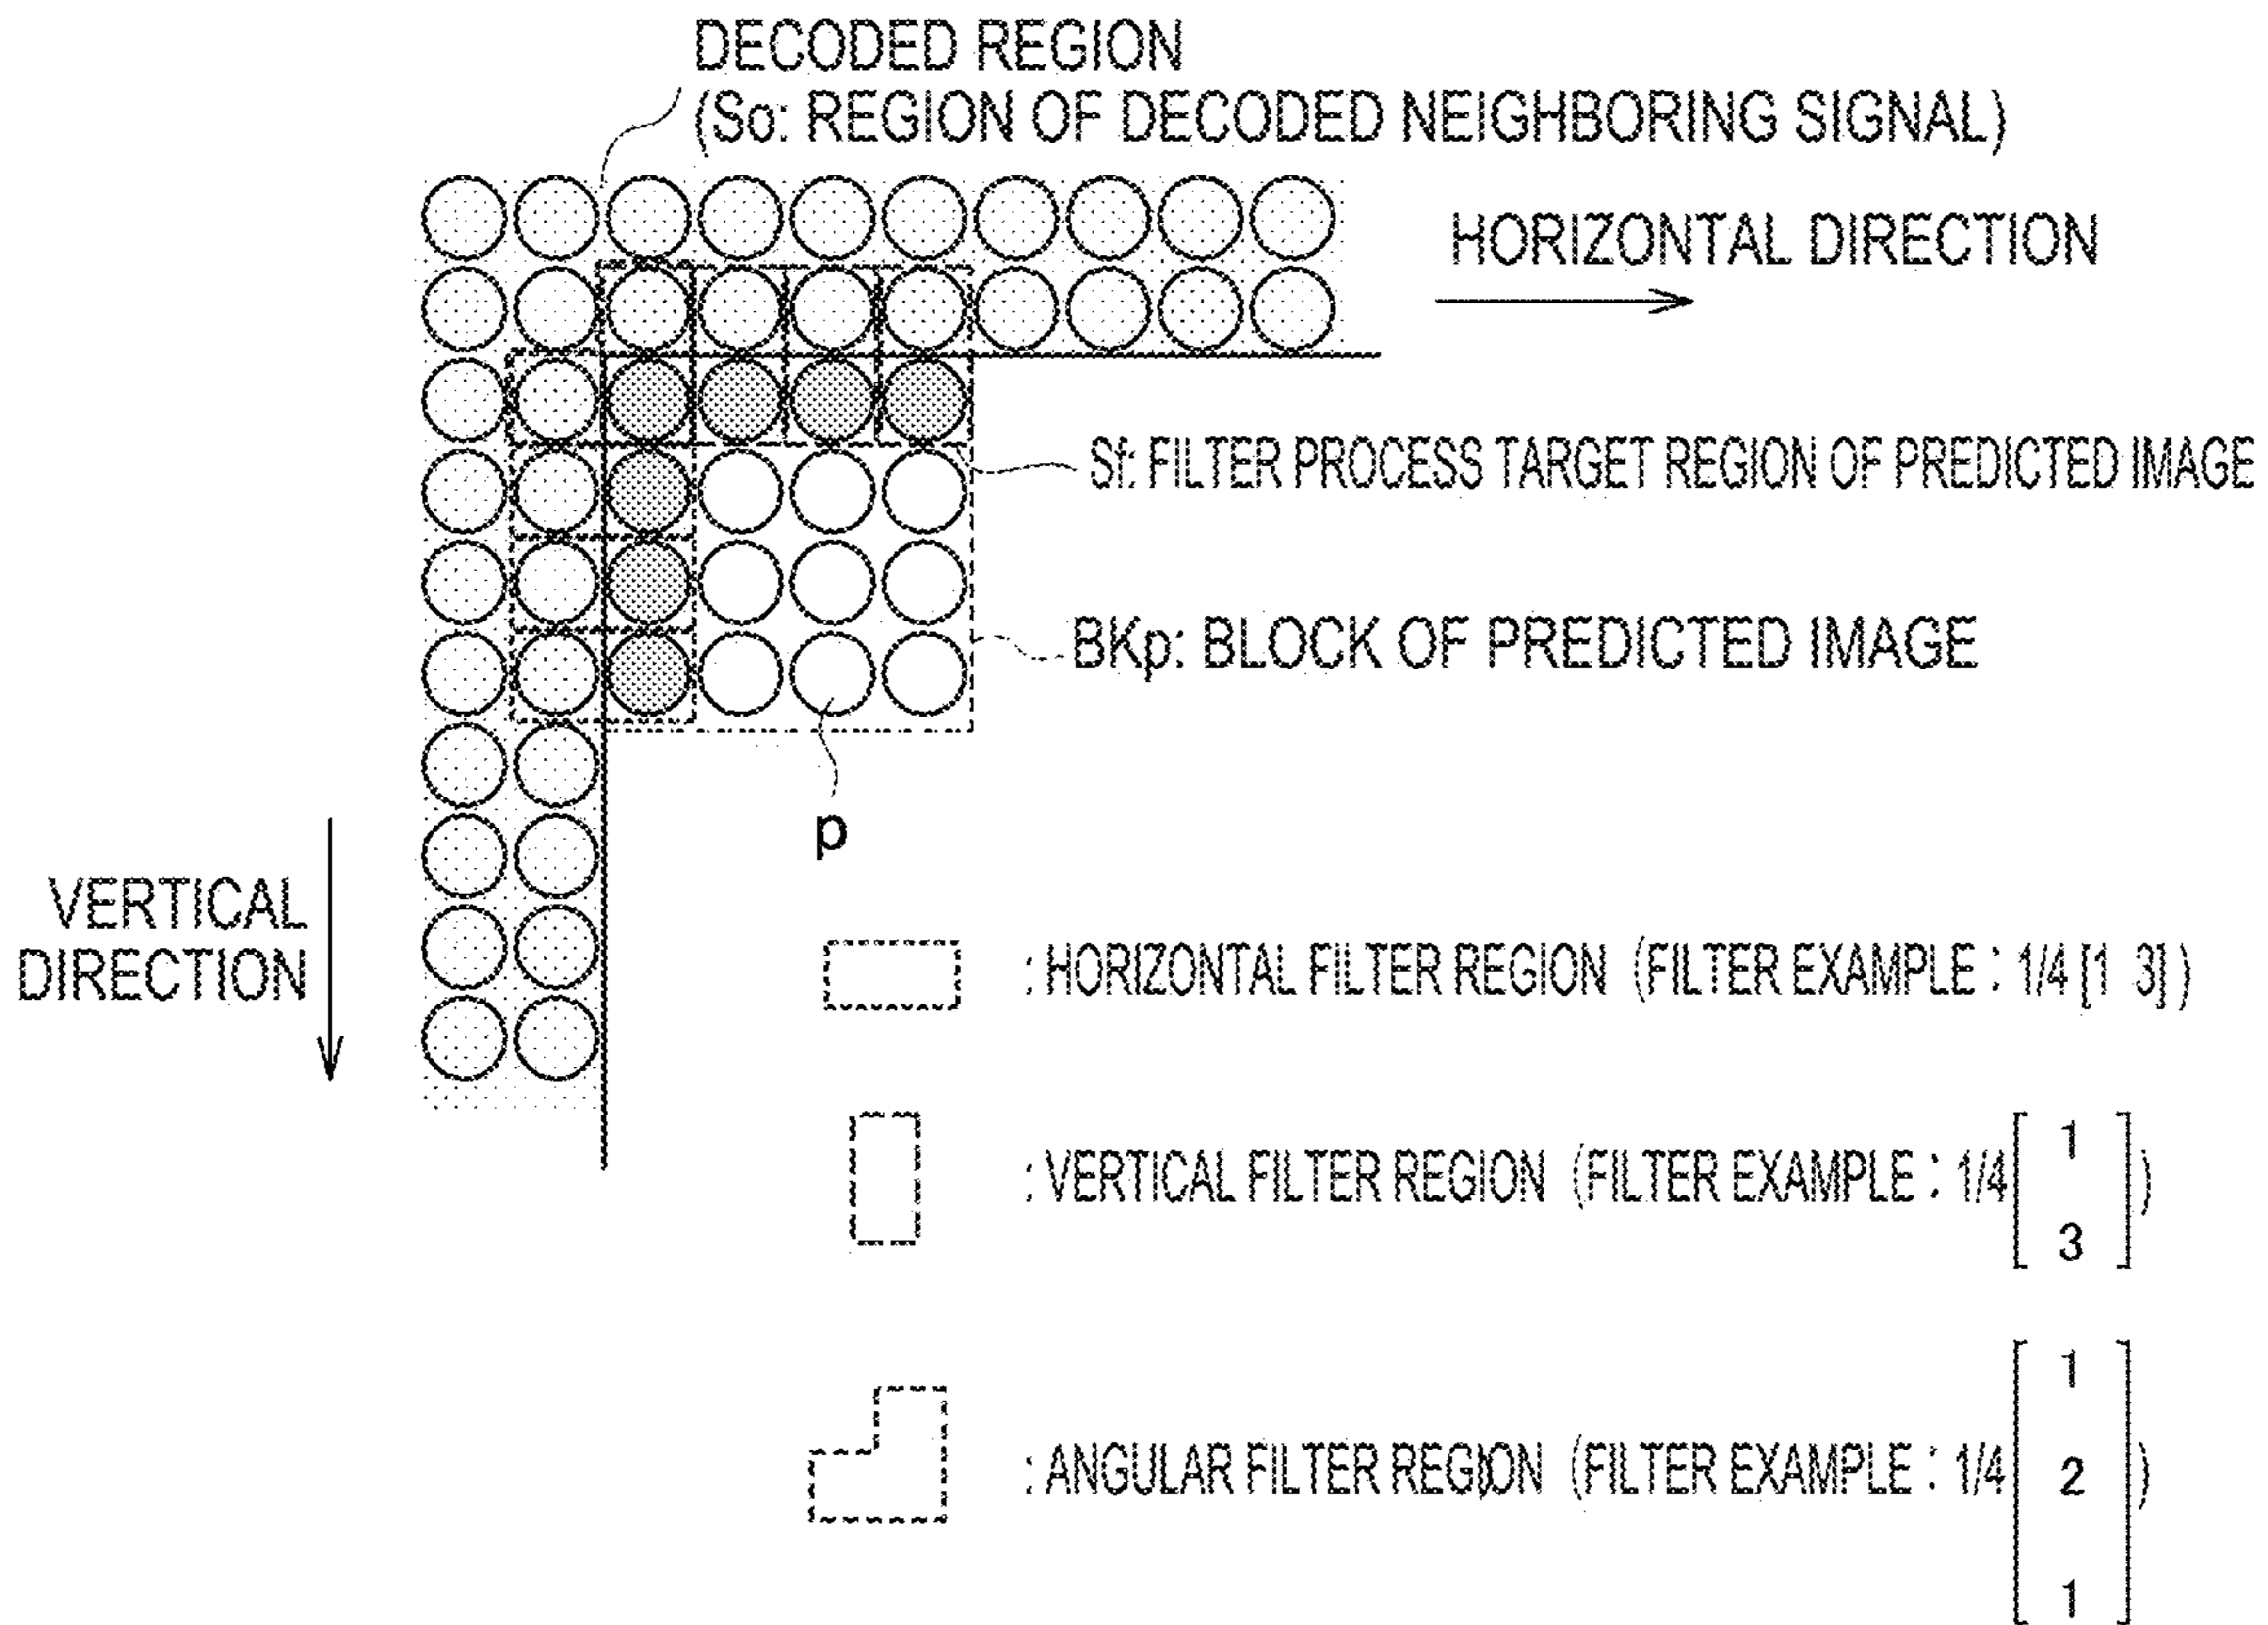 DECODED REGION
(So: REGION OF DECODED NEIGHBORING SIGNAL)
HORIZONTAL DIRECTION
Sf: FILTER PROCESS TARGET REGION OF PREDICTED IMAGE
BKp: BLOCK OF PREDICTED IMAGE
p
VERTICAL
DIRECTION
: HORIZONTAL FILTER REGION (FILTER EXAMPLE : 1/4 [1 3])
: VERTICAL FILTER REGION (FILTER EXAMPLE : 1/4 [1 3])
: ANGULAR FILTER REGION (FILTER EXAMPLE : 1/4 [1 2 1])